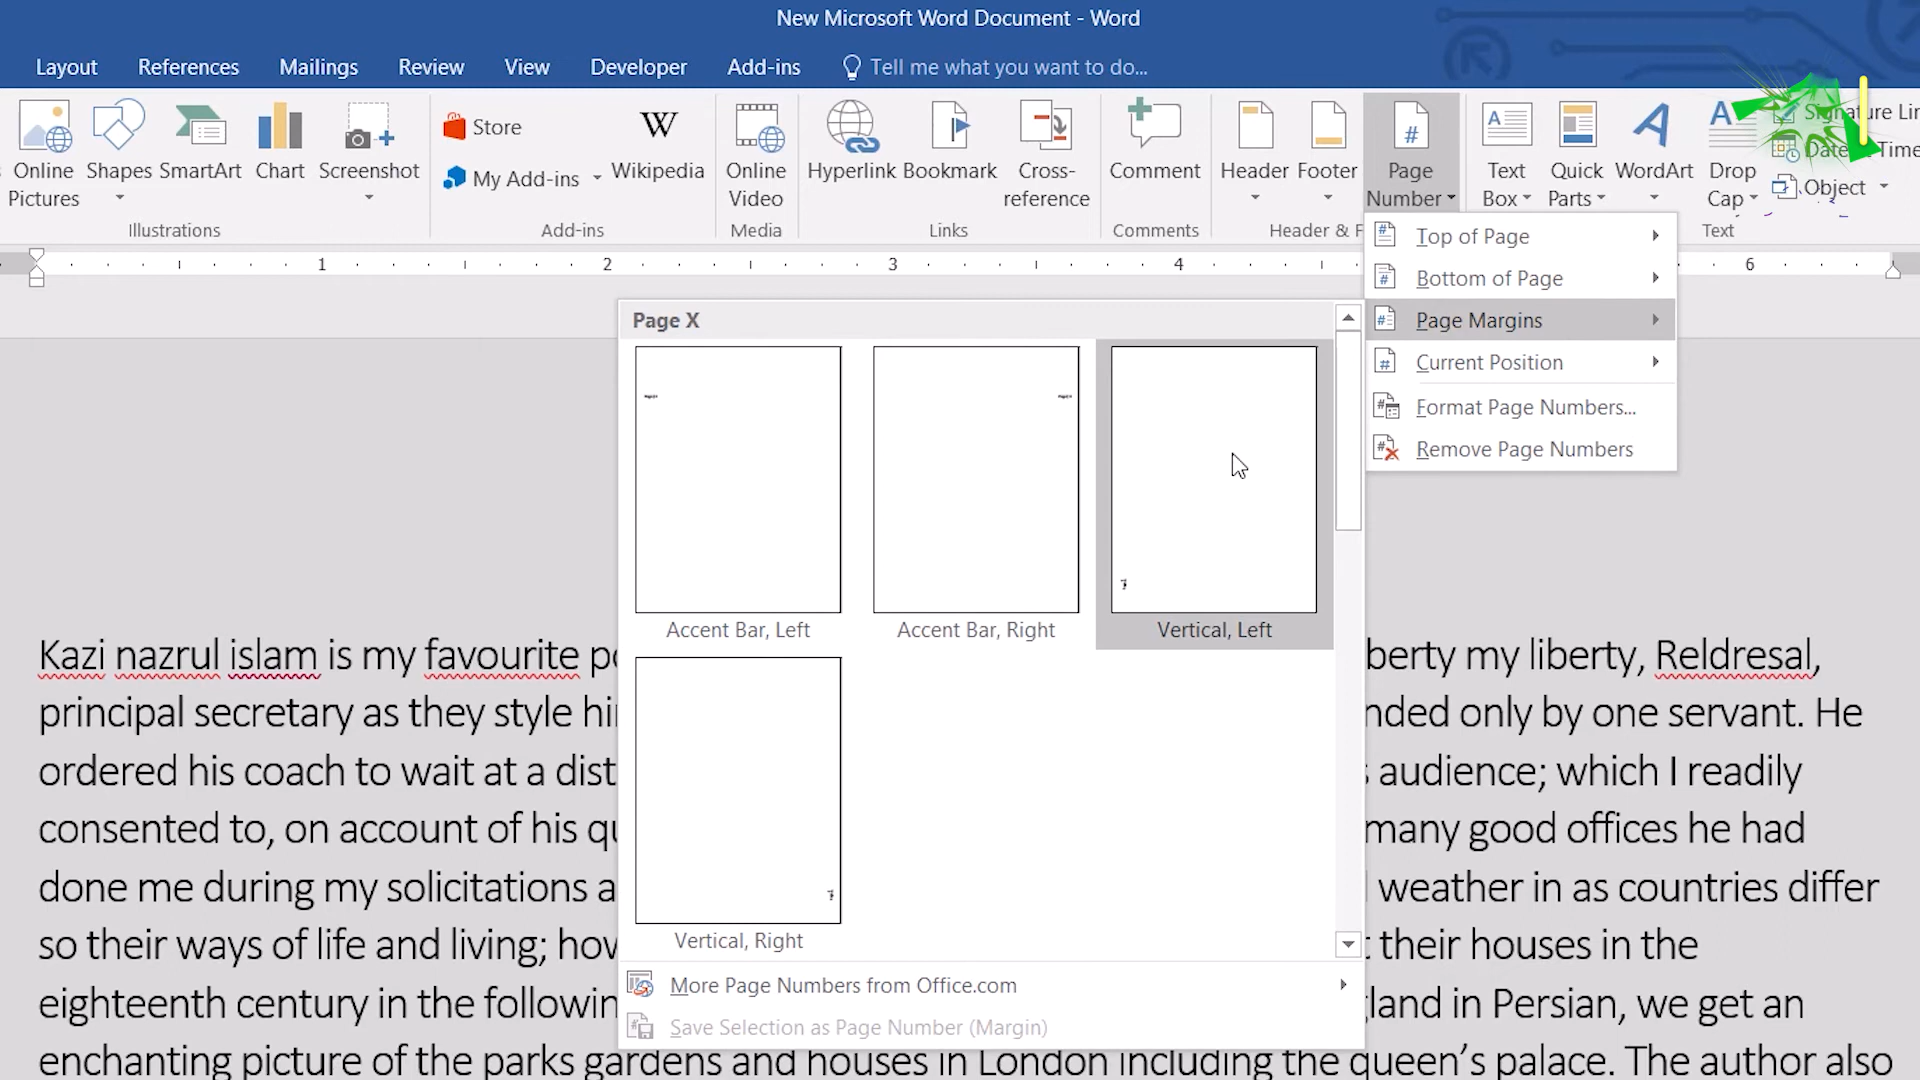 New Microsoft Word Document - Word
Layout References Mailings Review View Developer Add-ins Tell me what you want to do...
Online Pictures
Shapes
SmartArt
Chart
Screenshot
Illustrations
Store
My Add-ins
W
Wikipedia
Add-ins
Online Video
Media
Hyperlink
Bookmark
Cross-reference
Links
Comment
Comments
Header
Footer
Page Number
Header & F
Text Box
Quick Parts
WordArt
Drop Cap
Signature Lin
Date Time
Object
Text
1 2 3 4 6
Top of Page
Bottom of Page
Page Margins
Current Position
Format Page Numbers...
Remove Page Numbers
Page X
Accent Bar, Left
Accent Bar, Right
Vertical, Left
Vertical, Right
More Page Numbers from Office.com
Save Selection as Page Number (Margin)
Kazi nazrul islam is my favourite berty my liberty, Reldresal,
principal secretary as they style nded only by one servant. He
ordered his coach to wait at a audience; which I readily
consented to, on account of his many good offices he had
done me during my solicitations weather in as countries differ
so their ways of life and living; their houses in the
eighteenth century in the gland in Persian, we get an
enchanting picture of the parks gardens and houses in London including the queen's palace. The author also